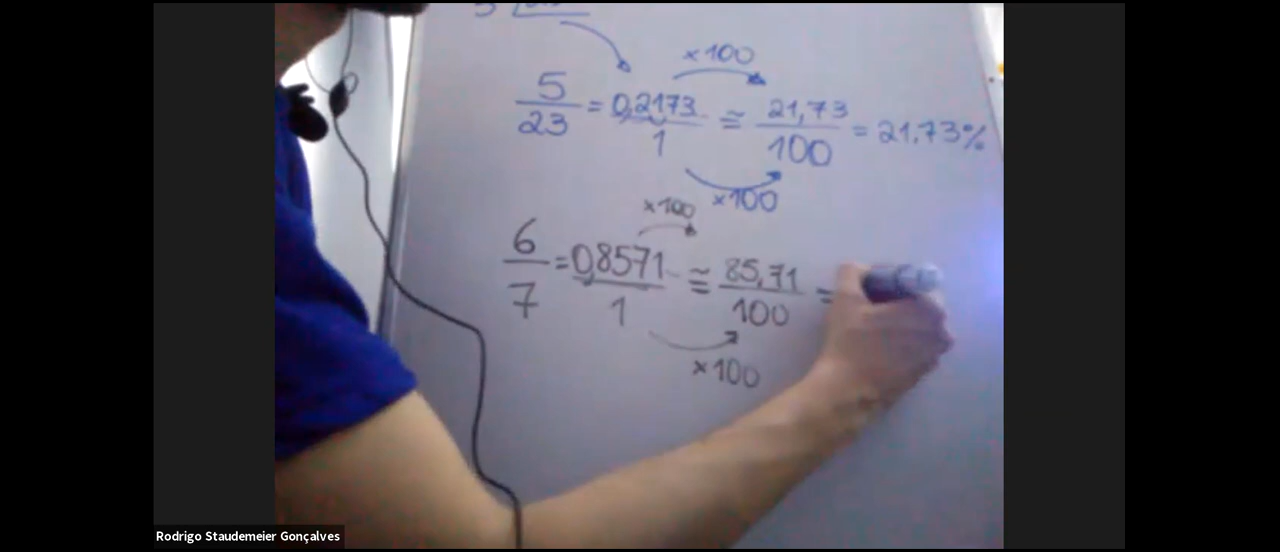 ×100
5/23 = 0,2173/1 ≅ 21,73/100 = 21,73%
×100
×100
6/7 = 0,8571/1 ≅ 85,71/100 =
×100
Rodrigo Staudemeier Gonçalves